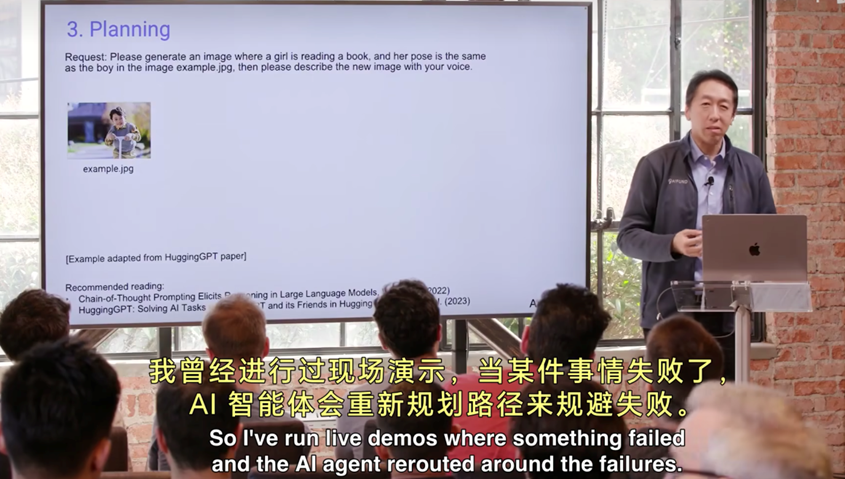 3. Planning
Request: Please generate an image where a girl is reading a book, and her pose is the same
as the boy in the image example.jpg, then please describe the new image with your voice.
example.jpg
[Example adapted from HuggingGPT paper]
Recommended reading:
Chain-of-Thought Prompting Elicits Reasoning in Large Language Models, 2022)
HuggingGPT: Solving AI Tasks and its Friends in Hugging (2023)
我曾经进行过现场演示，当某件事情失败了，
AI 智能体会重新规划路径来规避失败。
So I've run live demos where something failed
and the AI agent rerouted around the failures.